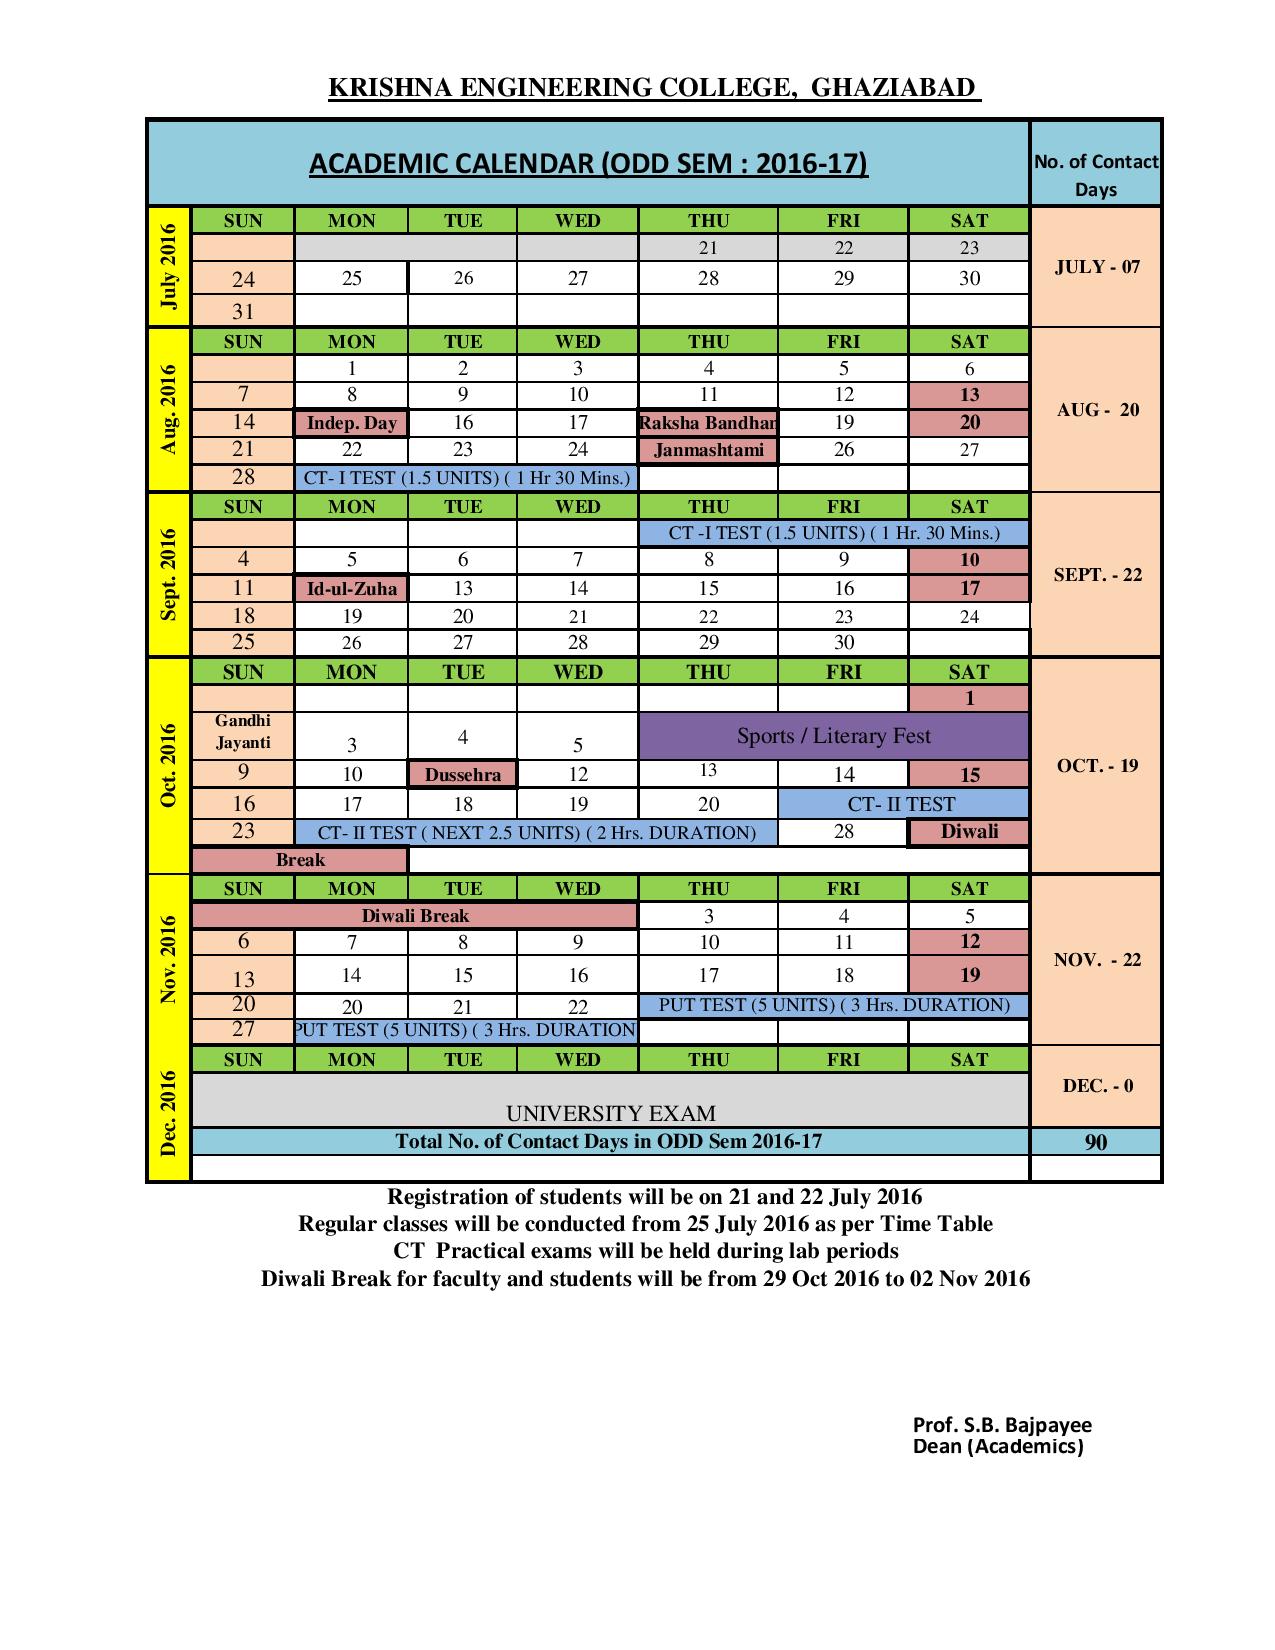 KRISHNA ENGINEERING COLLEGE, GHAZIABAD
ACADEMIC CALENDAR (ODD SEM : 2016-17)
No. of Contact
Days
July 2016
SUN MON TUE WED THU FRI SAT
21 22 23
24 25 26 27 28 29 30
31
JULY - 07
Aug. 2016
SUN MON TUE WED THU FRI SAT
1 2 3 4 5 6
7 8 9 10 11 12 13
14 Indep. Day 16 17 Raksha Bandhan 19 20
21 22 23 24 Janmashtami 26 27
28 CT- I TEST (1.5 UNITS) ( 1 Hr 30 Mins.)
AUG - 20
Sept. 2016
SUN MON TUE WED THU FRI SAT
CT -I TEST (1.5 UNITS) ( 1 Hr. 30 Mins.)
4 5 6 7 8 9 10
11 Id-ul-Zuha 13 14 15 16 17
18 19 20 21 22 23 24
25 26 27 28 29 30
SEPT. - 22
Oct. 2016
SUN MON TUE WED THU FRI SAT
1
Gandhi
Jayanti 3 4 5 Sports / Literary Fest
9 10 Dussehra 12 13 14 15
16 17 18 19 20 CT- II TEST
23 CT- II TEST ( NEXT 2.5 UNITS) ( 2 Hrs. DURATION) 28 Diwali
Break
OCT. - 19
Nov. 2016
SUN MON TUE WED THU FRI SAT
Diwali Break 3 4 5
6 7 8 9 10 11 12
13 14 15 16 17 18 19
20 20 21 22 PUT TEST (5 UNITS) ( 3 Hrs. DURATION)
27 PUT TEST (5 UNITS) ( 3 Hrs. DURATION
NOV. - 22
Dec. 2016
SUN MON TUE WED THU FRI SAT
UNIVERSITY EXAM
DEC. - 0
Total No. of Contact Days in ODD Sem 2016-17 90
Registration of students will be on 21 and 22 July 2016
Regular classes will be conducted from 25 July 2016 as per Time Table
CT Practical exams will be held during lab periods
Diwali Break for faculty and students will be from 29 Oct 2016 to 02 Nov 2016
Prof. S.B. Bajpayee
Dean (Academics)